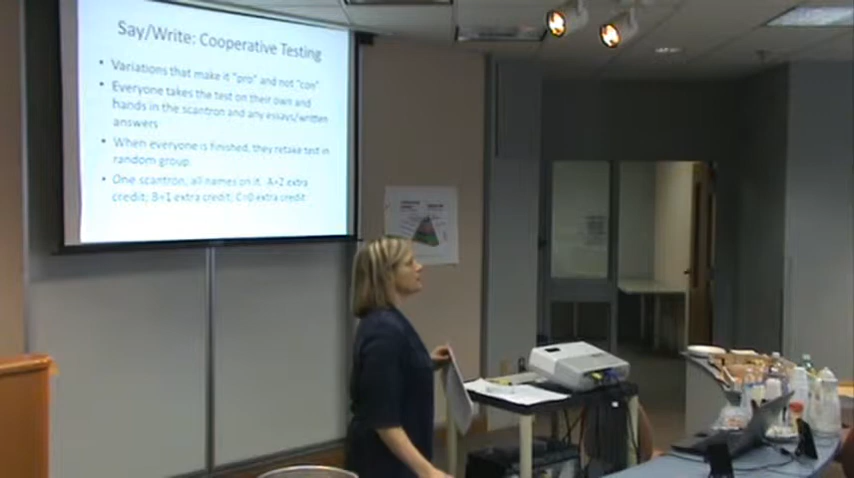 Say/Write: Cooperative Testing
• Variations that make it "pro" and not "con"
• Everyone takes the test on their own and
hands in the scantron and any essays/written
answers
• When everyone is finished, they retake test in
random group.
• One scantron, all names on it. A=2 extra
credit; B=1 extra credit; C=0 extra credit